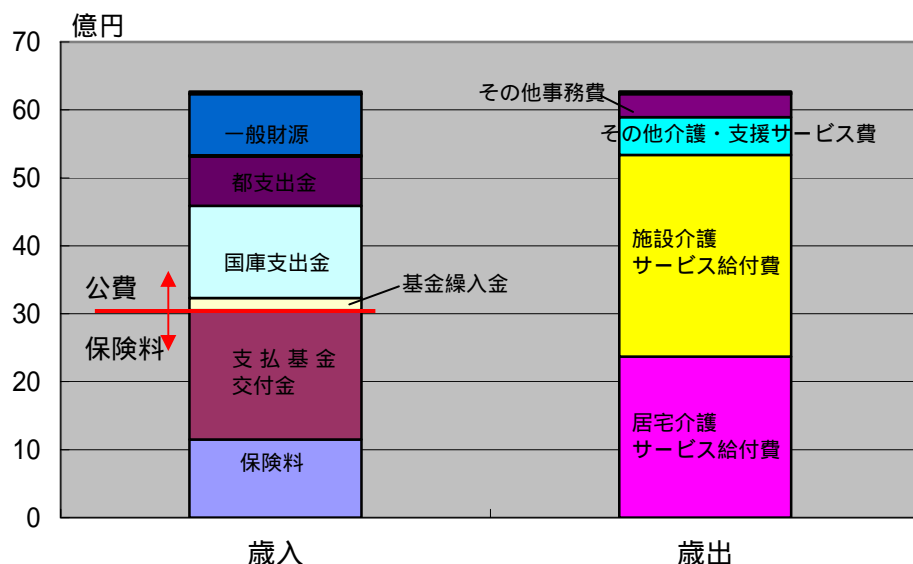 億円
70
60
50
40
30
20
10
0
一般財源
都支出金
国庫支出金
基金繰入金
公費
保険料
支払基金
交付金
保険料
その他事務費
その他介護・支援サービス費
施設介護
サービス給付費
居宅介護
サービス給付費
歳入
歳出